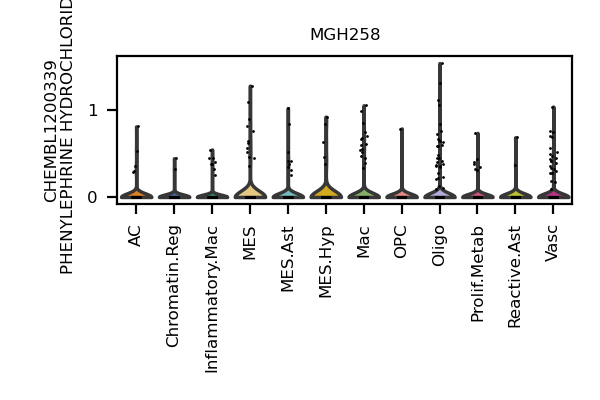 MGH258
CHEMBL1200339
PHENYLEPHRINE HYDROCHLORID
1
0
AC
Chromatin.Reg
Inflammatory.Mac
MES
MES.Ast
MES.Hyp
Mac
OPC
Oligo
Prolif.Metab
Reactive.Ast
Vasc